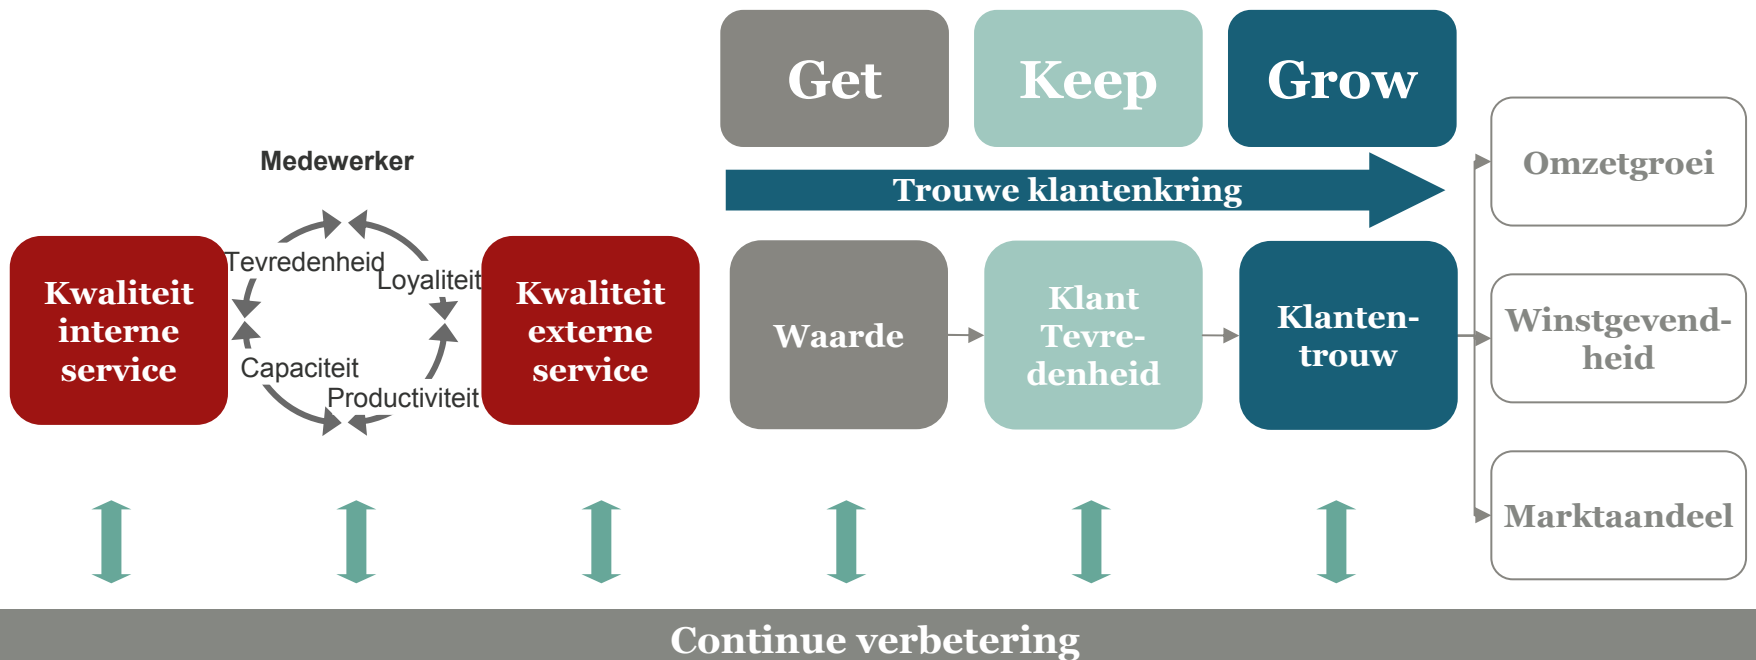 Get
Keep
Grow
Medewerker
Trouwe klantenkring
Tevredenheid
Loyaliteit
Capaciteit
Productiviteit
Kwaliteit
interne
service
Kwaliteit
externe
service
Waarde
Klant
Tevre-
denheid
Klanten-
trouw
Omzetgroei
Winstgevend-
heid
Marktaandeel
Continue verbetering